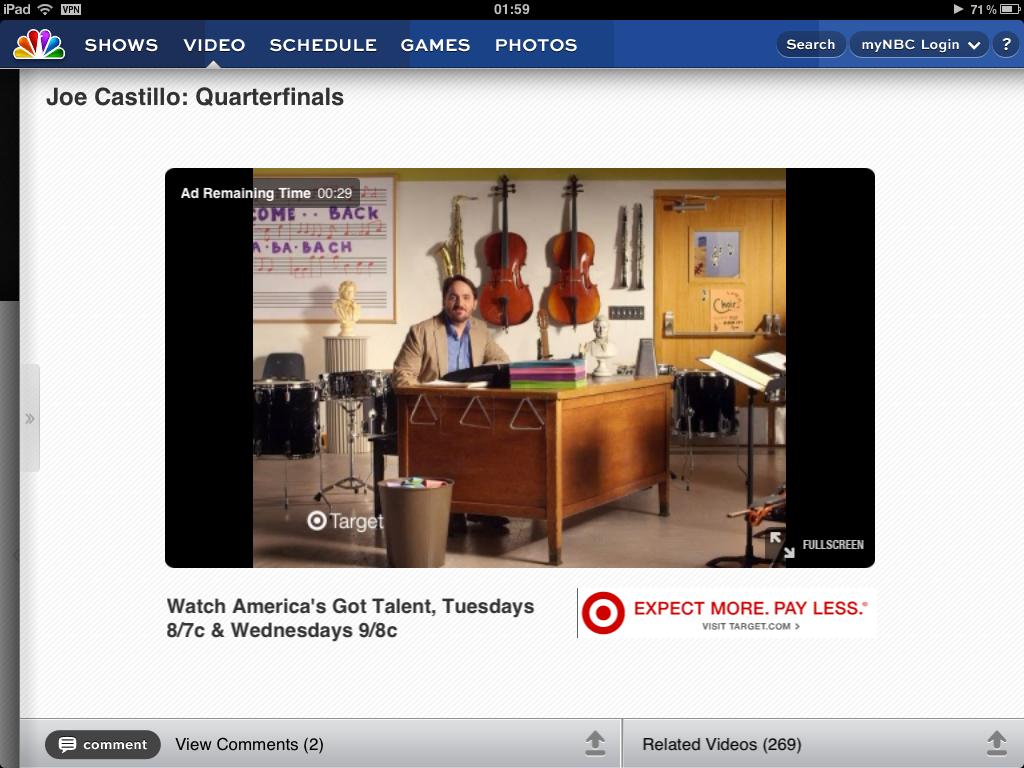 iPad VPN 01:59 71%
SHOWS VIDEO SCHEDULE GAMES PHOTOS Search myNBC Login ?
Joe Castillo: Quarterfinals
Ad Remaining Time 00:29
COME·· BACK
A·BA·BACH
Choir
Target
FULLSCREEN
Watch America's Got Talent, Tuesdays
8/7c & Wednesdays 9/8c
EXPECT MORE. PAY LESS.®
VISIT TARGET.COM >
comment View Comments (2) Related Videos (269)